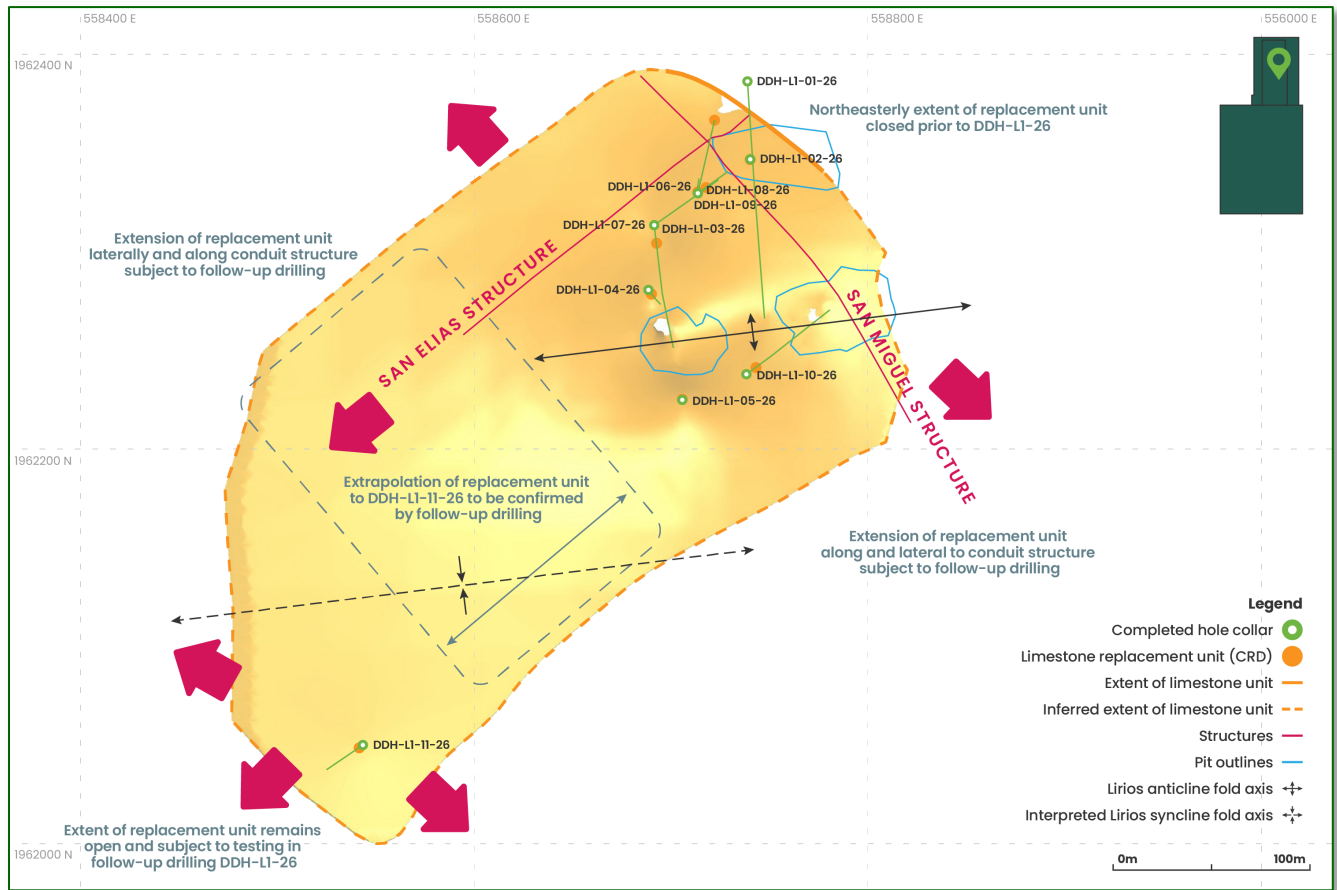 558400 E
558600 E
558800 E
556000 E
1962400 N
DDH-L1-01-26
Northeasterly extent of replacement unit
closed prior to DDH-L1-26
DDH-L1-02-26
DDH-L1-06-26
DDH-L1-08-26
DDH-L1-09-26
DDH-L1-07-26
DDH-L1-03-26
Extension of replacement unit
laterally and along conduit structure
subject to follow-up drilling
SAN ELIAS STRUCTURE
DDH-L1-04-26
SAN MIGUEL STRUCTURE
DDH-L1-10-26
DDH-L1-05-26
1962200 N
Extrapolation of replacement unit
to DDH-L1-11-26 to be confirmed
by follow-up drilling
Extension of replacement unit
along and lateral to conduit structure
subject to follow-up drilling
DDH-L1-11-26
Extent of replacement unit remains
open and subject to testing in
follow-up drilling DDH-L1-26
1962000 N
Legend
Completed hole collar
Limestone replacement unit (CRD)
Extent of limestone unit
Inferred extent of limestone unit
Structures
Pit outlines
Lirios anticline fold axis
Interpreted Lirios syncline fold axis
0m
100m